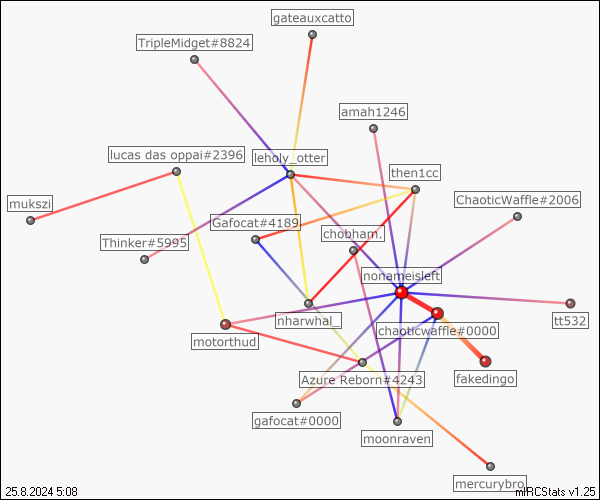 gateauxcatto
TripleMidget#8824
amah1246
lucas das oppai#2396
leholy_otter
then1cc
mukszi
ChaoticWaffle#2006
Gafocat#4189
chobham.
Thinker#5995
nonameisleft
nharwhal_
tt532
chaoticwaffle#0000
motorthud
Azure Reborn#4243
fakedingo
gafocat#0000
moonraven
mercurybro
25.8.2024 5:08
mIRCStats v1.25